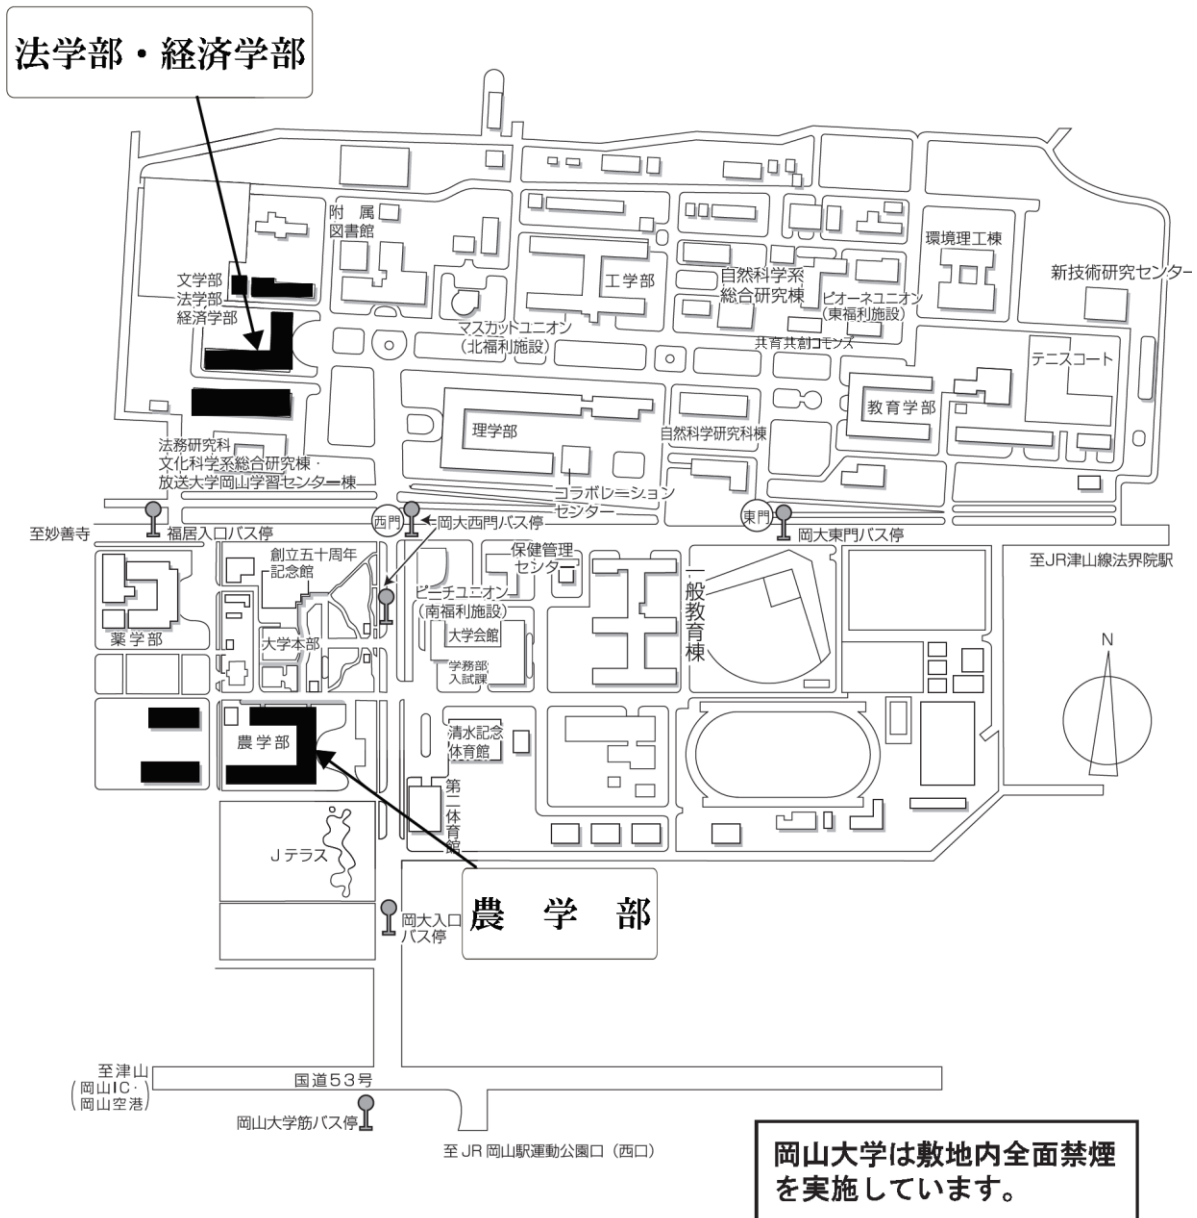 法学部・経済学部
附属
図書館
文学部
法学部
経済学部
工学部
自然科学系
総合研究棟
環境理工棟
新技術研究センター
ピオーネユニオン
(東福利施設)
マスカットユニオン
(北福利施設)
共育共創コモンズ
テニスコート
教育学部
理学部
自然科学研究科棟
法務研究科
文化科学系総合研究棟・
放送大学岡山学習センター棟
コラボレーション
センター
至妙善寺
福居入口バス停
西門
岡大西門バス停
東門
岡大東門バス停
至JR津山線法界院駅
創立五十周年
記念館
保健管理
センター
ピーチユニオン
(南福利施設)
一般教育棟
薬学部
大学本部
大学会館
学務部
入試課
N
農学部
清水記念
体育館
第二体育館
Jテラス
農学部
岡大入口
バス停
至津山
(岡山IC・
岡山空港)
国道53号
岡山大学筋バス停
至JR岡山駅運動公園口(西口)
岡山大学は敷地内全面禁煙
を実施しています。